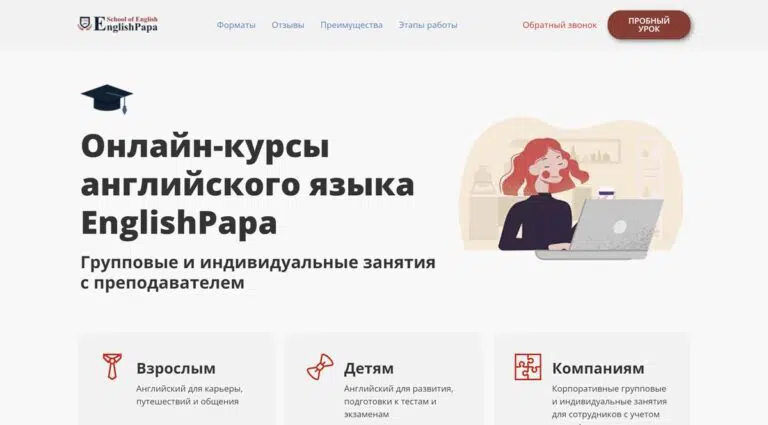 School of English
EnglishPapa
Форматы
Отзывы
Преимущества
Этапы работы
Обратный звонок
ПРОБНЫЙ
УРОК
Онлайн-курсы
английского языка
EnglishPapa
Групповые и индивидуальные занятия
с преподавателем
Взрослым
Английский для карьеры,
путешествий и общения
Детям
Английский для развития,
подготовки к тестам и
экзаменам
Компаниям
Корпоративные групповые
и индивидуальные занятия
для сотрудников с учетом